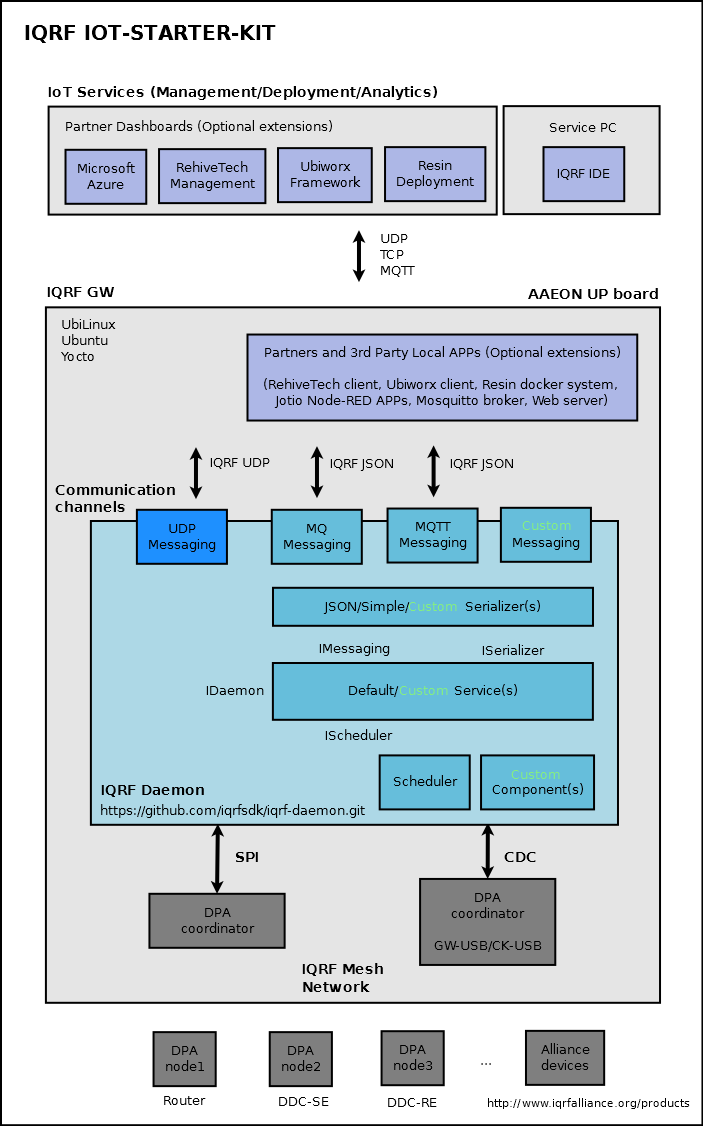 IQRF IOT-STARTER-KIT
IoT Services (Management/Deployment/Analytics)
Partner Dashboards (Optional extensions)
Microsoft
Azure
RehiveTech
Management
Ubiworx
Framework
Resin
Deployment
Service PC
IQRF IDE
UDP
TCP
MQTT
IQRF GW
AAEON UP board
UbiLinux
Ubuntu
Yocto
Partners and 3rd Party Local APPs (Optional extensions)
(RehiveTech client, Ubiworx client, Resin docker system,
Jotio Node-RED APPs, Mosquitto broker, Web server)
IQRF UDP
IQRF JSON
IQRF JSON
Communication
channels
UDP
Messaging
MQ
Messaging
MQTT
Messaging
Custom
Messaging
JSON/Simple/Custom Serializer(s)
IMessaging
ISerializer
IDaemon
Default/Custom Service(s)
IScheduler
Scheduler
Custom
Component(s)
IQRF Daemon
https://github.com/iqrfsdk/iqrf-daemon.git
SPI
CDC
DPA
coordinator
DPA
coordinator
GW-USB/CK-USB
IQRF Mesh
Network
DPA
node1
Router
DPA
node2
DDC-SE
DPA
node3
DDC-RE
...
Alliance
devices
http://www.iqrfalliance.org/products